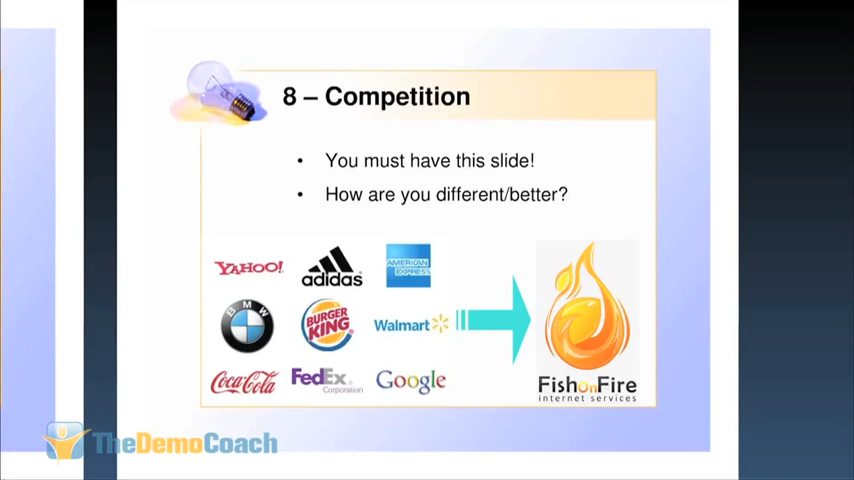 8 – Competition
• You must have this slide!
• How are you different/better?
YAHOO!
adidas
AMERICAN
EXPRESS
BMW
BURGER
KING
Walmart
Coca-Cola
FedEx
Corporation
Google
FishonFire
internet services
TheDemoCoach